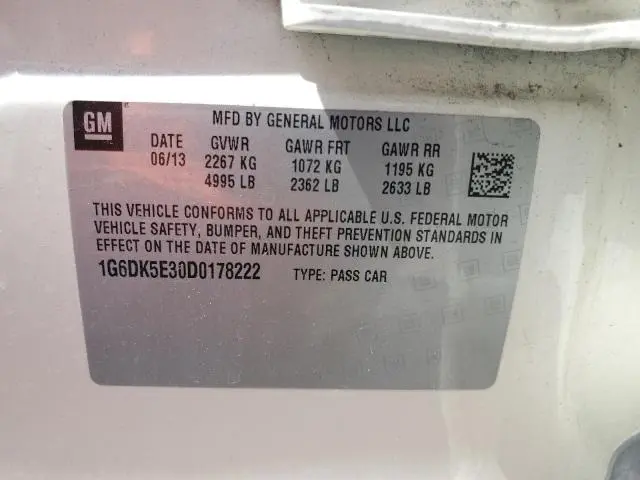 GM
MFD BY GENERAL MOTORS LLC
DATE GVWR GAWR FRT GAWR RR
06/13 2267 KG 1072 KG 1195 KG
4995 LB 2362 LB 2633 LB
THIS VEHICLE CONFORMS TO ALL APPLICABLE U.S. FEDERAL MOTOR
VEHICLE SAFETY, BUMPER, AND THEFT PREVENTION STANDARDS IN
EFFECT ON THE DATE OF MANUFACTURE SHOWN ABOVE.
1G6DK5E30D0178222 TYPE: PASS CAR